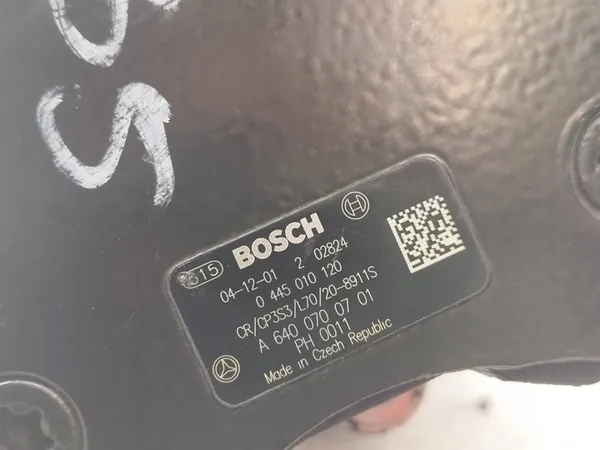 BOSCH
315
04-12-01 2 02824
0 445 010 120
CR/CP3S3/L70/20-8911S
A 640 070 07 01
PH 0011
Made in Czech Republic